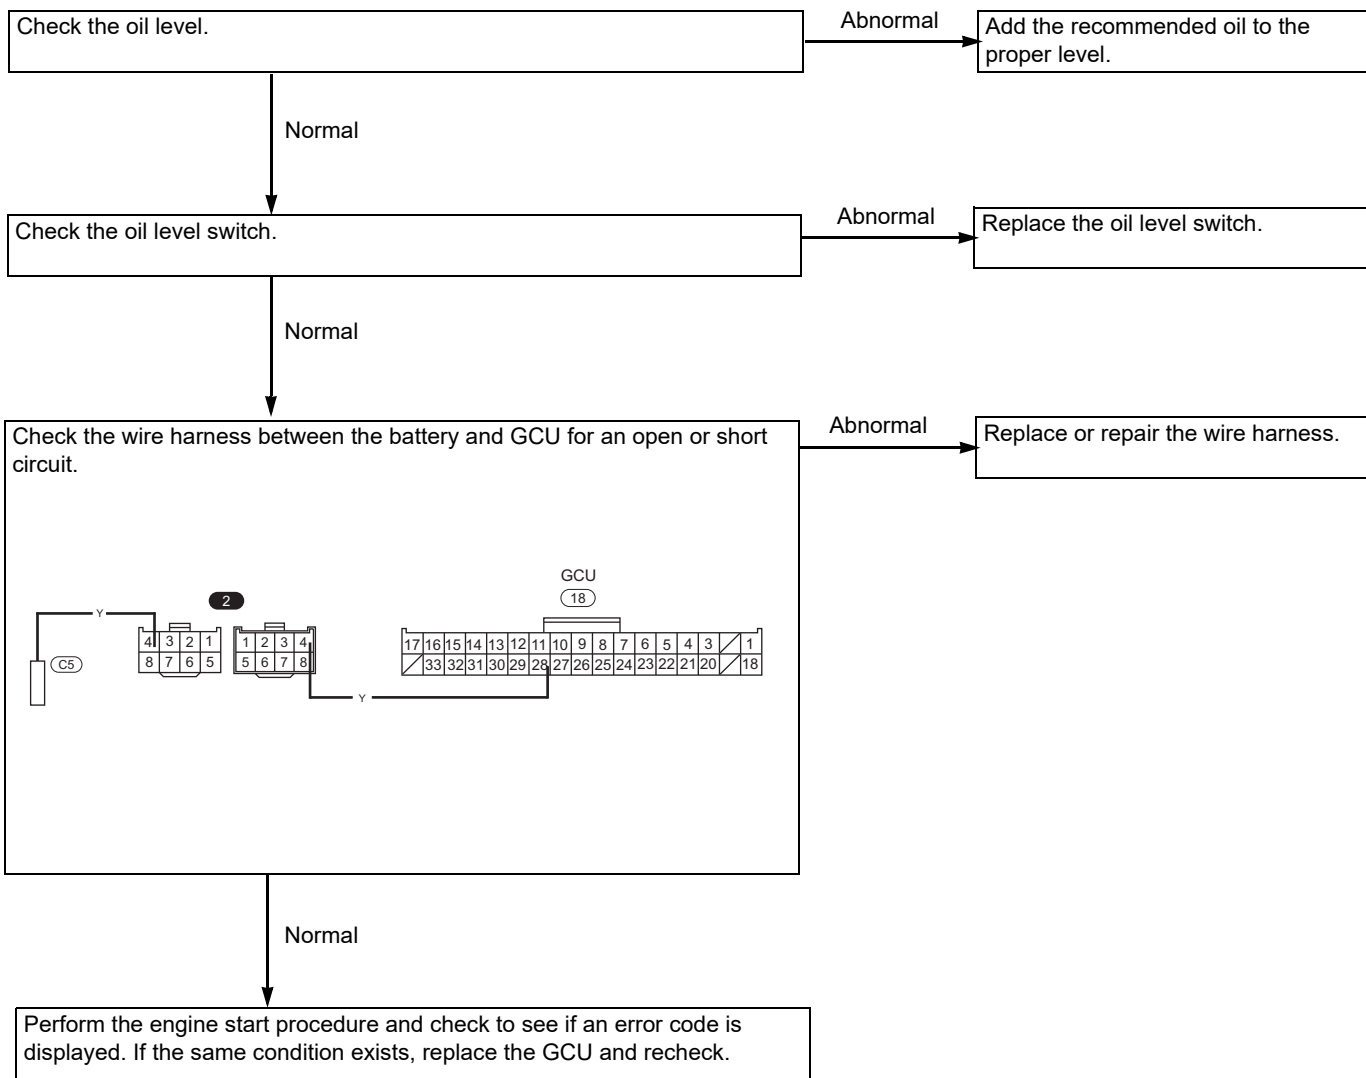 Check the oil level.
Abnormal
Add the recommended oil to the
proper level.
Normal
Check the oil level switch.
Abnormal
Replace the oil level switch.
Normal
Check the wire harness between the battery and GCU for an open or short
circuit.
Abnormal
Replace or repair the wire harness.
GCU
2
18
Y
4 3 2 1
8 7 6 5
1 2 3 4
5 6 7 8
17 16 15 14 13 12 11 10 9 8 7 6 5 4 3 1
33 32 31 30 29 28 27 26 25 24 23 22 21 20 18
C5
Y
Normal
Perform the engine start procedure and check to see if an error code is
displayed. If the same condition exists, replace the GCU and recheck.